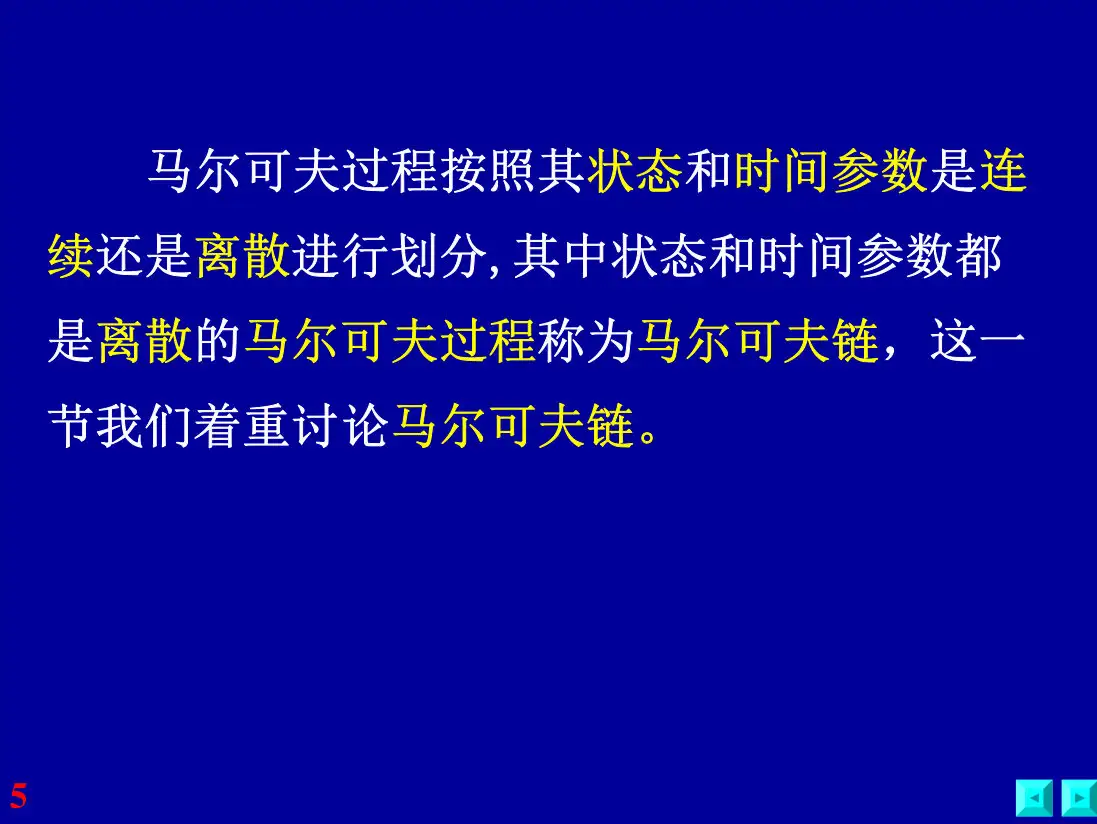 马尔可夫过程按照其状态和时间参数是连
续还是离散进行划分,其中状态和时间参数都
是离散的马尔可夫过程称为马尔可夫链，这一
节我们着重讨论马尔可夫链。
5